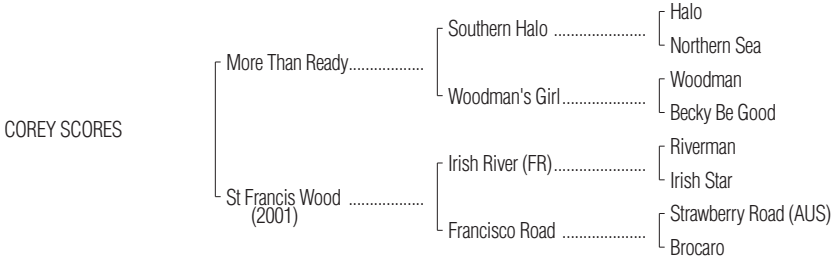 Halo
Southern Halo ......................
Northern Sea
More Than Ready..................
Woodman
Woodman's Girl....................
Becky Be Good
COREY SCORES
Riverman
Irish River (FR)......................
Irish Star
St Francis Wood ..................
(2001)
Strawberry Road (AUS)
Francisco Road ....................
Brocaro